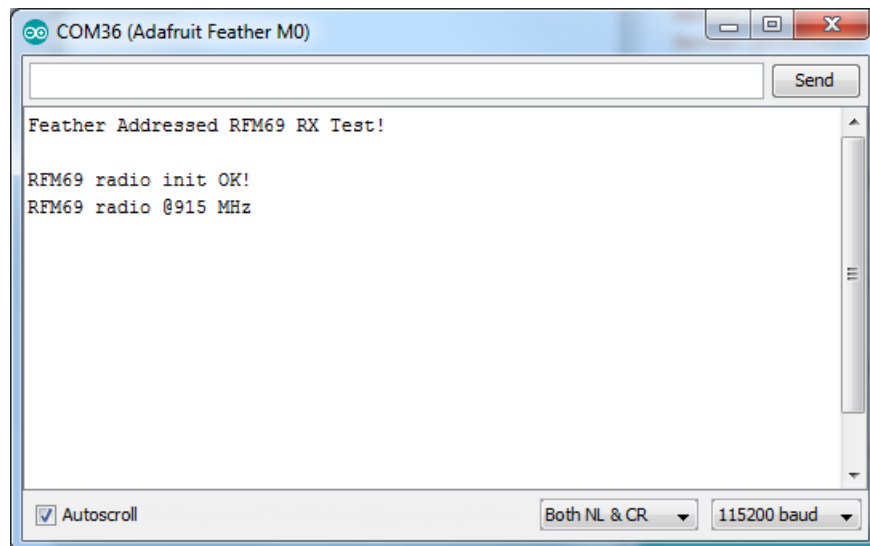 COM36 (Adafruit Feather M0)
Send
Feather Addressed RFM69 RX Test!
RFM69 radio init OK!
RFM69 radio @915 MHz
Autoscroll
Both NL & CR
115200 baud